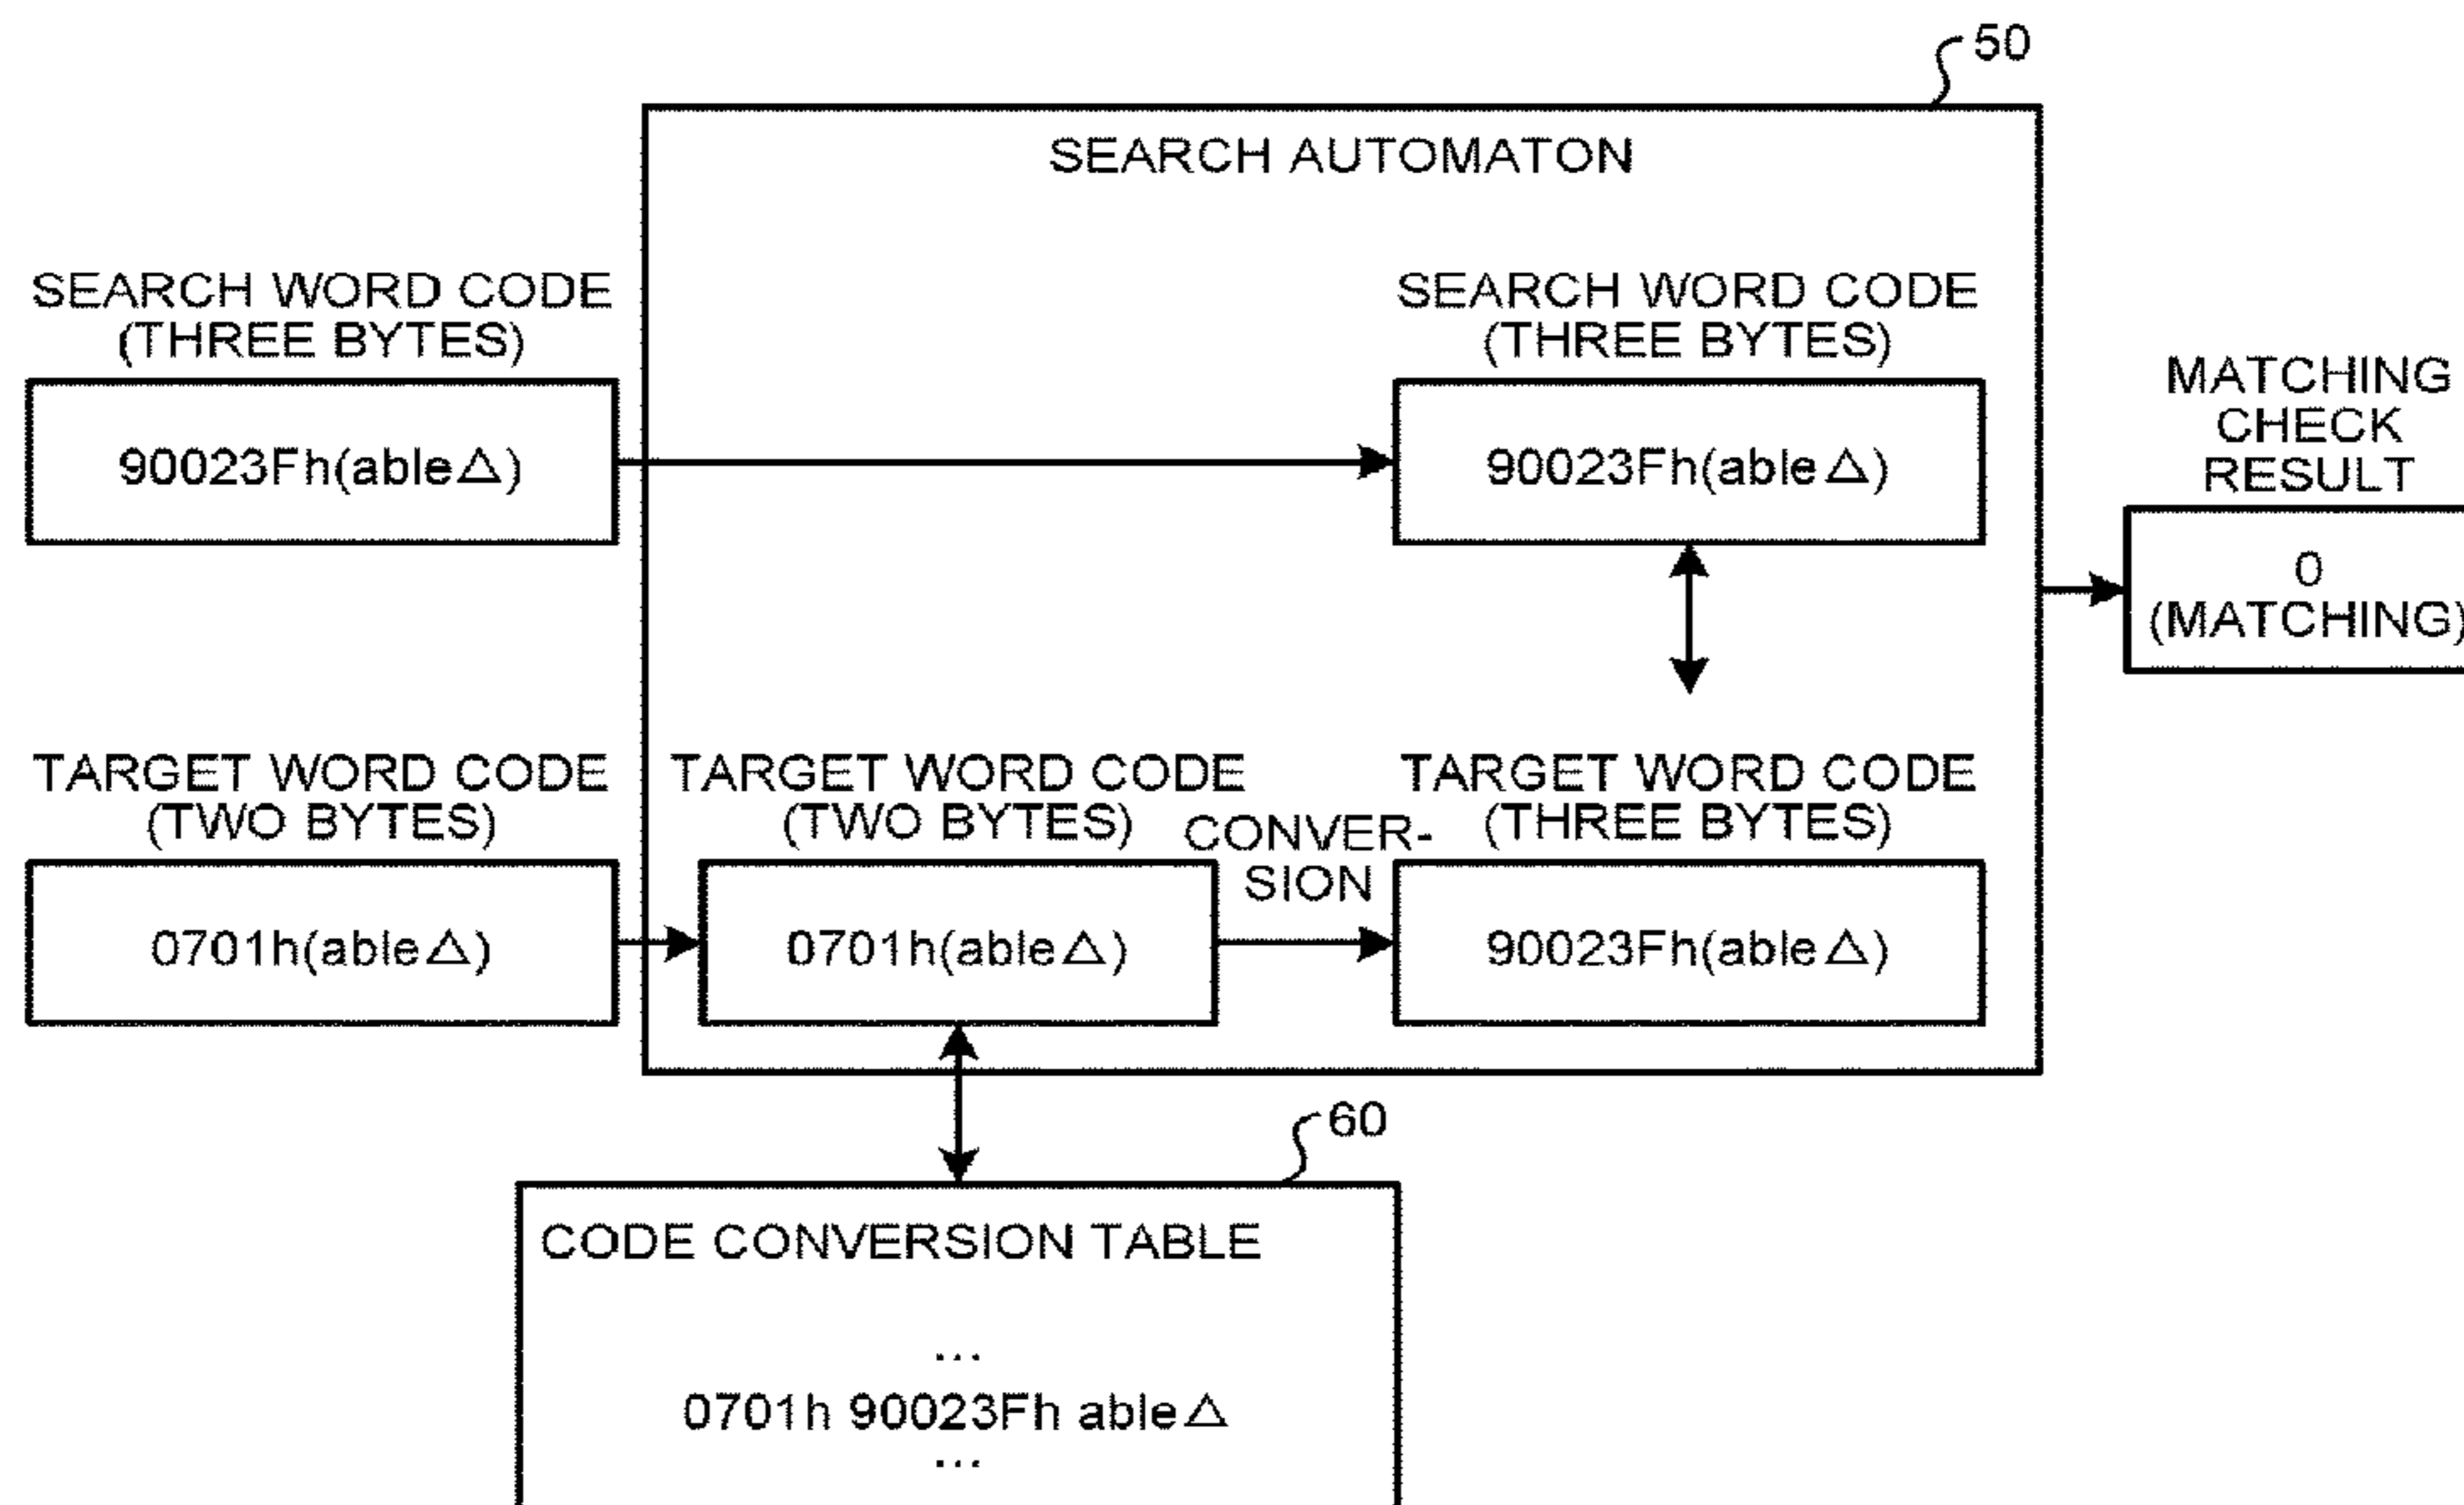 50
SEARCH AUTOMATON
SEARCH WORD CODE
(THREE BYTES)
90023Fh(able△)
SEARCH WORD CODE
(THREE BYTES)
90023Fh(able△)
MATCHING
CHECK
RESULT
0
(MATCHING)
TARGET WORD CODE
(TWO BYTES)
0701h(able△)
TARGET WORD CODE
(TWO BYTES)
0701h(able△)
CONVER-
SION
TARGET WORD CODE
(THREE BYTES)
90023Fh(able△)
60
CODE CONVERSION TABLE
...
0701h 90023Fh able△
...